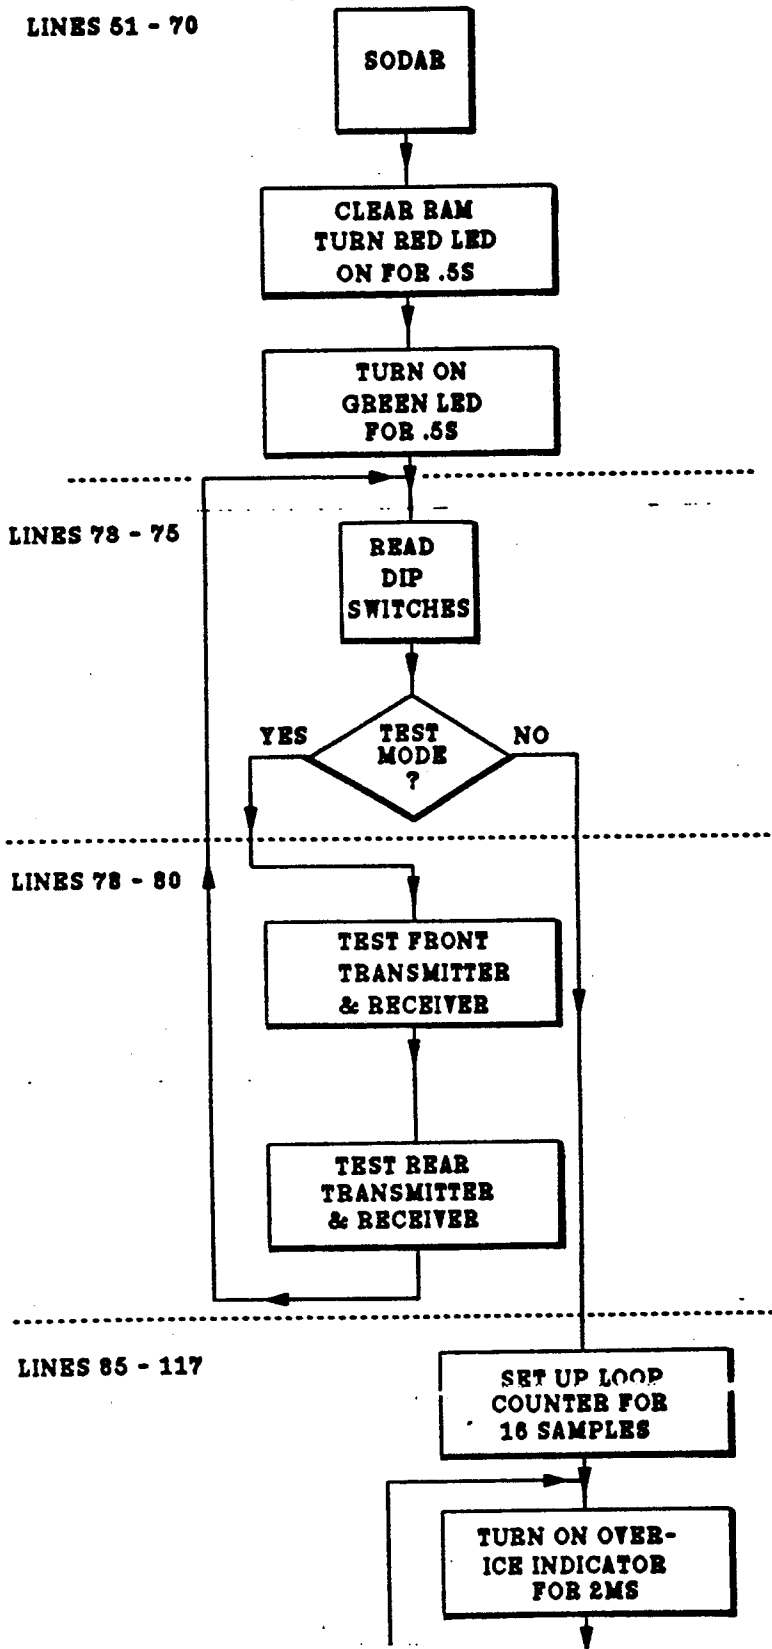 LINES 51 - 70
SODAR
CLEAR RAM
TURN RED LED
ON FOR .5S
TURN ON
GREEN LED
FOR .5S
LINES 73 - 75
READ
DIP
SWITCHES
YES
TEST
MODE
?
NO
LINES 78 - 80
TEST FRONT
TRANSMITTER
& RECEIVER
TEST REAR
TRANSMITTER
& RECEIVER
LINES 85 - 117
SET UP LOOP
COUNTER FOR
16 SAMPLES
TURN ON OVER-
ICE INDICATOR
FOR 2MS